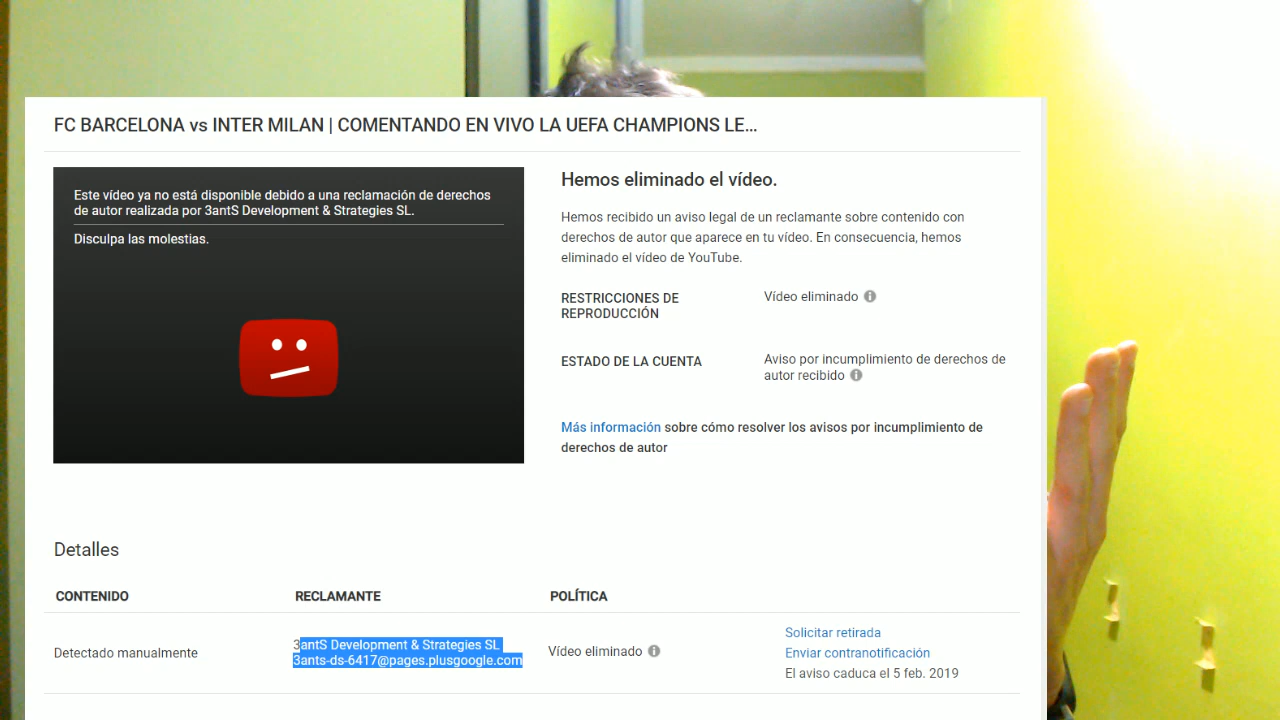 FC BARCELONA vs INTER MILAN | COMENTANDO EN VIVO LA UEFA CHAMPIONS LE...
Este vídeo ya no está disponible debido a una reclamación de derechos
de autor realizada por 3antS Development & Strategies SL.
Disculpa las molestias.
Hemos eliminado el vídeo.
Hemos recibido un aviso legal de un reclamante sobre contenido con
derechos de autor que aparece en tu vídeo. En consecuencia, hemos
eliminado el vídeo de YouTube.
RESTRICCIONES DE
REPRODUCCIÓN
Vídeo eliminado
ESTADO DE LA CUENTA
Aviso por incumplimiento de derechos de
autor recibido
Más información sobre cómo resolver los avisos por incumplimiento de
derechos de autor
Detalles
CONTENIDO RECLAMANTE POLÍTICA
Detectado manualmente
3antS Development & Strategies SL
3ants-ds-6417@pages.plusgoogle.com
Vídeo eliminado
Solicitar retirada
Enviar contranotificación
El aviso caduca el 5 feb. 2019